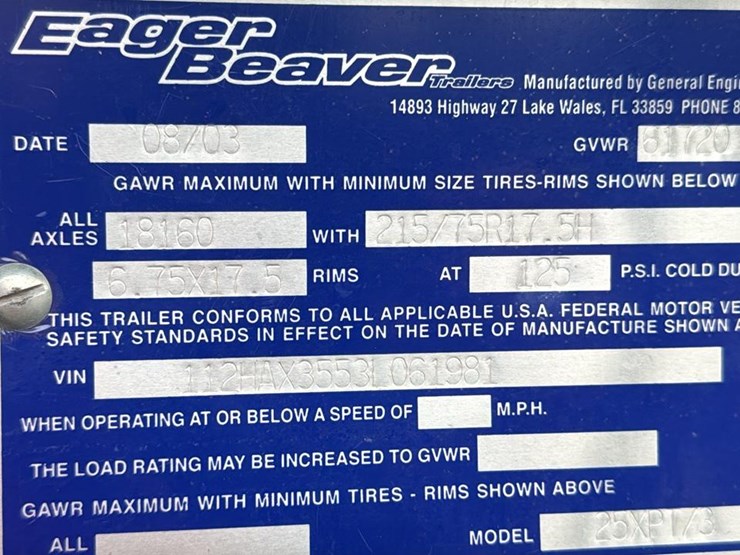 Eager
Beaver Trailers Manufactured by General Engi
14893 Highway 27 Lake Wales, FL 33859 PHONE 8
DATE 08/03 GVWR 61720
GAWR MAXIMUM WITH MINIMUM SIZE TIRES-RIMS SHOWN BELOW
ALL AXLES 18160 WITH 215/75R17.5H
6.75X17.5 RIMS AT 125 P.S.I. COLD DU
THIS TRAILER CONFORMS TO ALL APPLICABLE U.S.A. FEDERAL MOTOR VE
SAFETY STANDARDS IN EFFECT ON THE DATE OF MANUFACTURE SHOWN A
VIN 112HAX3553L061981
WHEN OPERATING AT OR BELOW A SPEED OF M.P.H.
THE LOAD RATING MAY BE INCREASED TO GVWR
GAWR MAXIMUM WITH MINIMUM TIRES - RIMS SHOWN ABOVE
ALL MODEL 25XPT/3